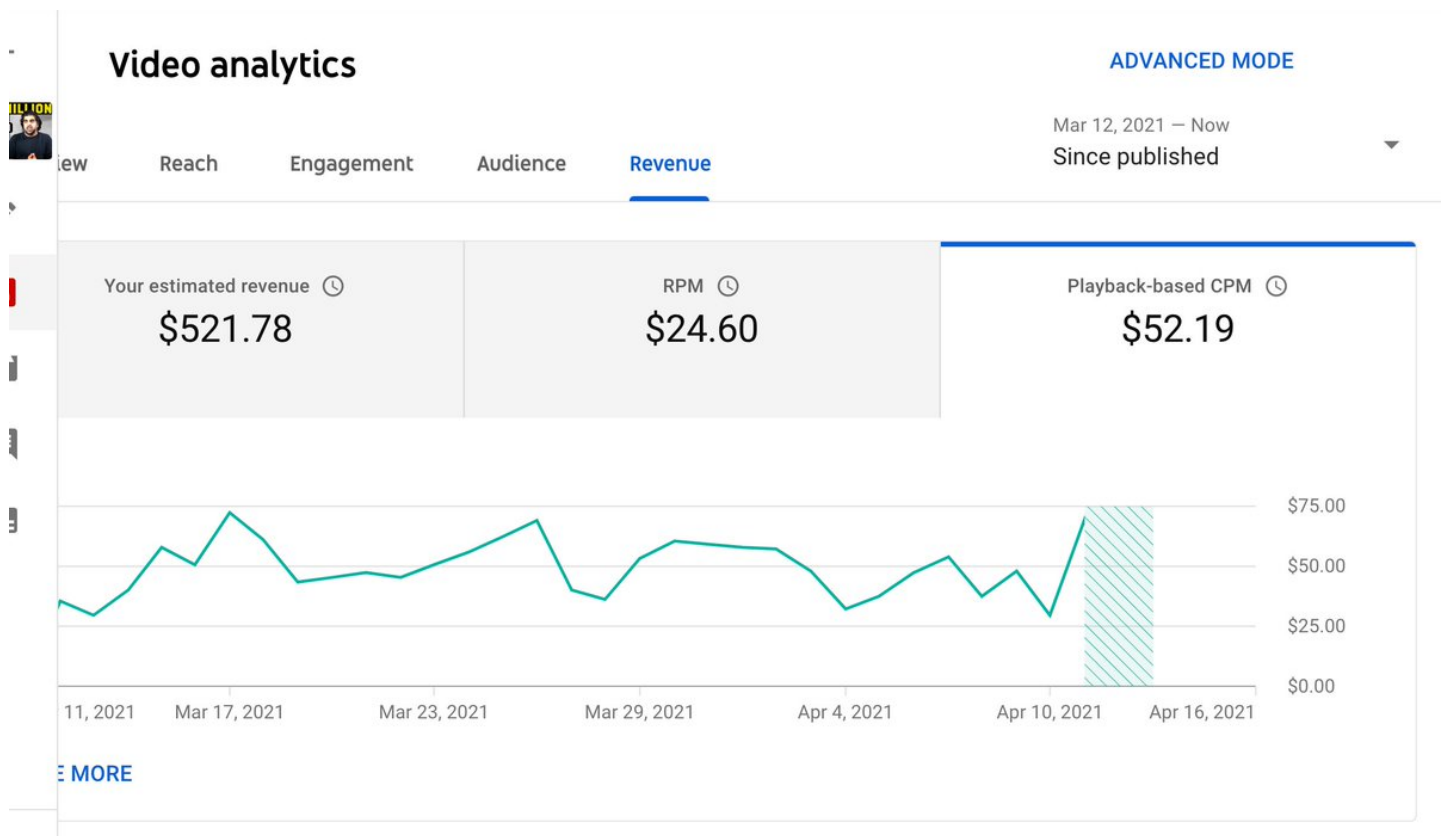 Video analytics
ADVANCED MODE
Mar 12, 2021 — Now
Since published
Reach Engagement Audience Revenue
Your estimated revenue
$521.78
RPM
$24.60
Playback-based CPM
$52.19
$75.00
$50.00
$25.00
$0.00
11, 2021 Mar 17, 2021 Mar 23, 2021 Mar 29, 2021 Apr 4, 2021 Apr 10, 2021 Apr 16, 2021
MORE